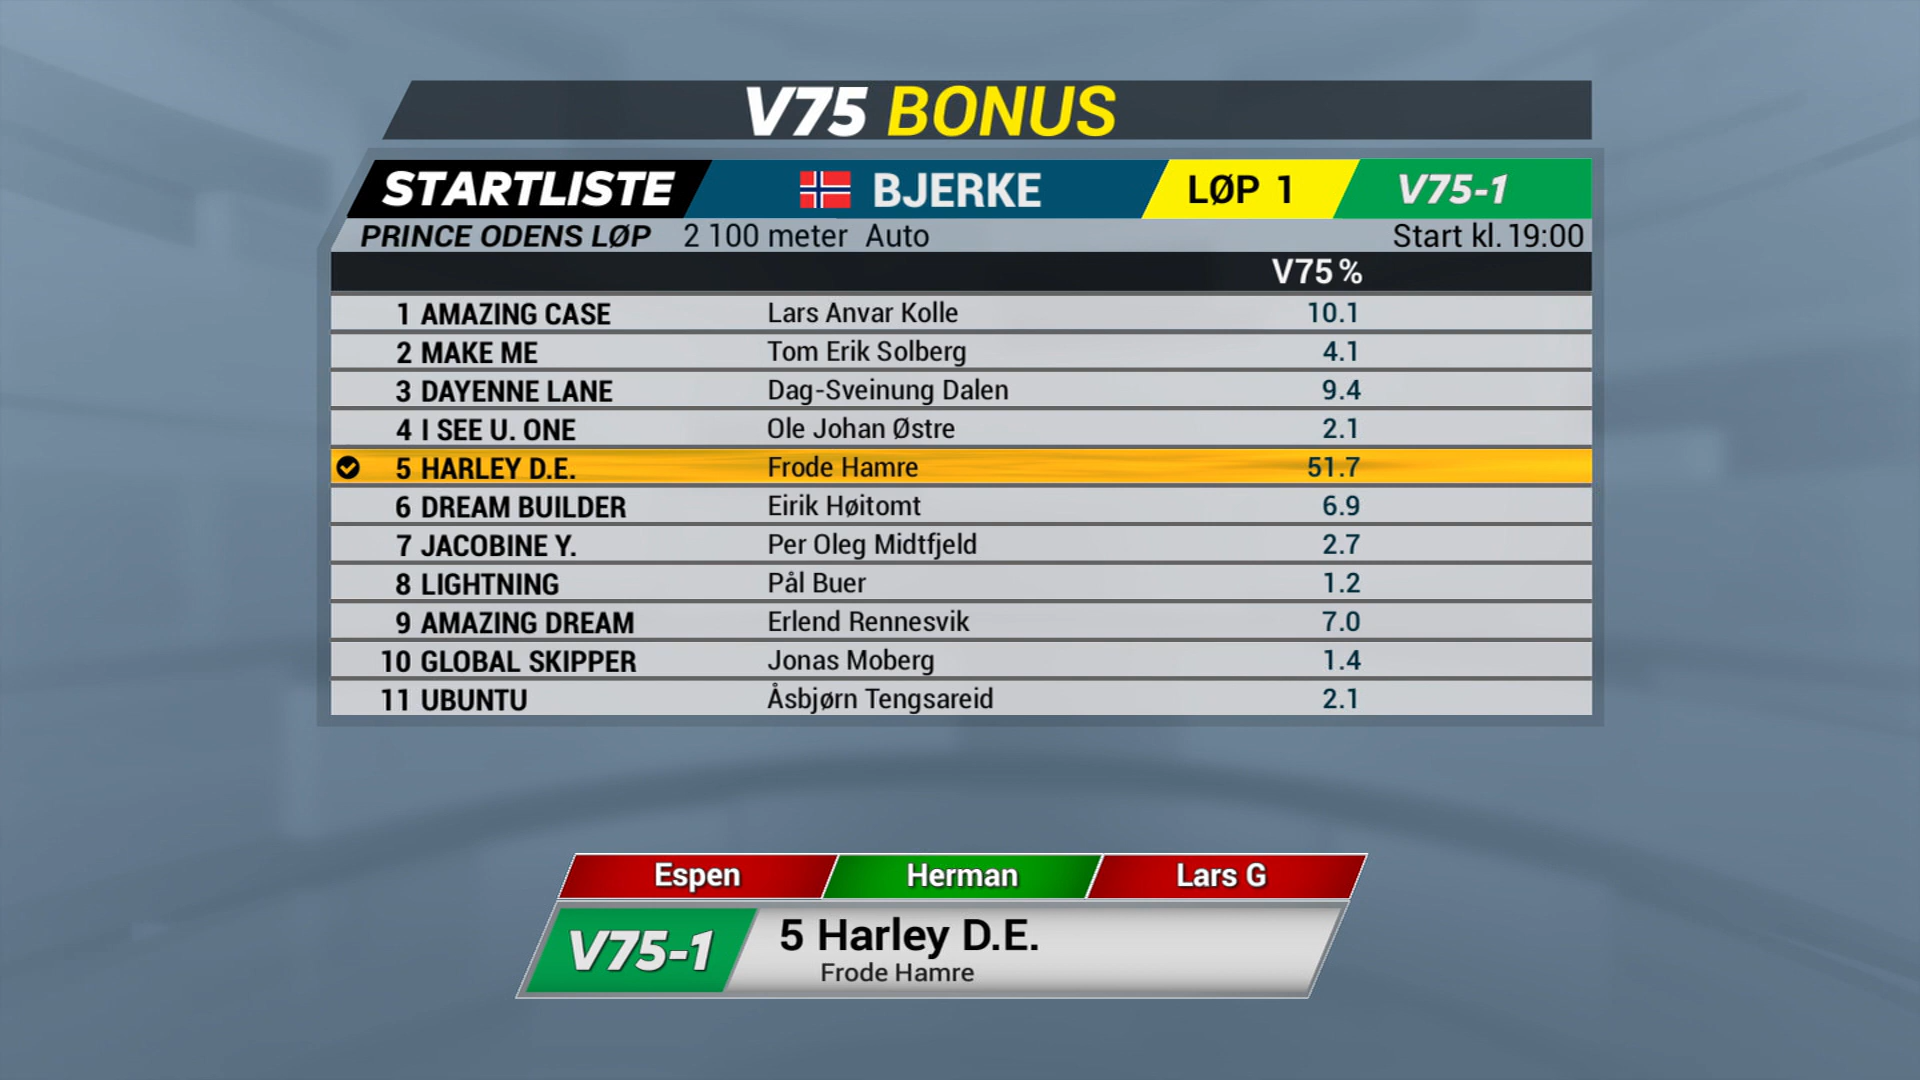 V75 BONUS
STARTLISTE BJERKE LØP 1 V75-1
PRINCE ODENS LØP 2 100 meter Auto Start kl. 19:00
V75%
1 AMAZING CASE Lars Anvar Kolle 10.1
2 MAKE ME Tom Erik Solberg 4.1
3 DAYENNE LANE Dag-Sveinung Dalen 9.4
4 I SEE U. ONE Ole Johan Østre 2.1
5 HARLEY D.E. Frode Hamre 51.7
6 DREAM BUILDER Eirik Høitomt 6.9
7 JACOBINE Y. Per Oleg Midtfjeld 2.7
8 LIGHTNING Pål Buer 1.2
9 AMAZING DREAM Erlend Rennesvik 7.0
10 GLOBAL SKIPPER Jonas Moberg 1.4
11 UBUNTU Åsbjørn Tengsareid 2.1
Espen Herman Lars G
V75-1 5 Harley D.E.
Frode Hamre